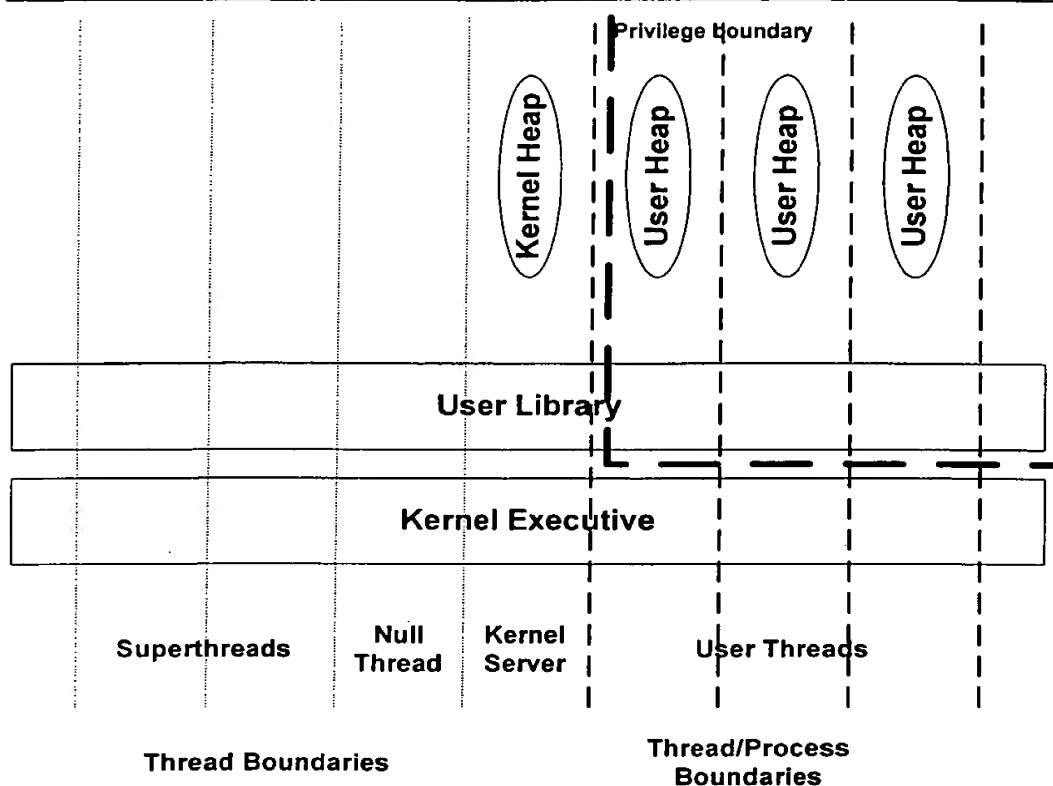 Privilege boundary
Kernel Heap
User Heap
User Heap
User Heap
User Library
Kernel Executive
Superthreads
Null
Thread
Kernel
Server
User Threads
Thread Boundaries
Thread/Process
Boundaries